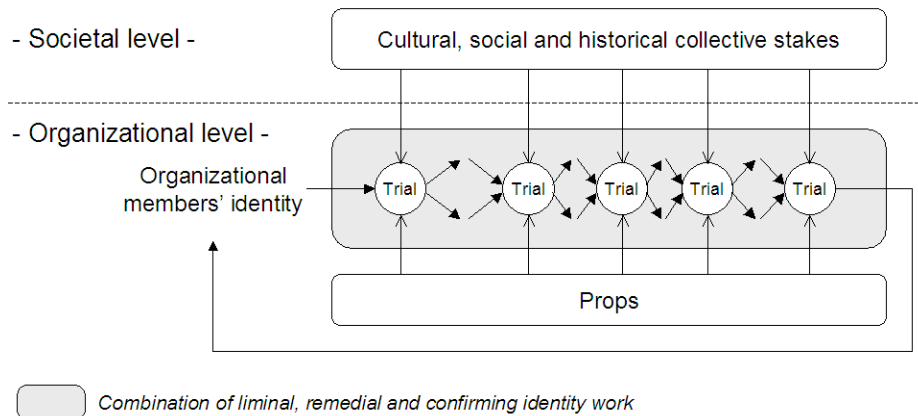 - Societal level -
Cultural, social and historical collective stakes
- Organizational level -
Organizational
members’ identity
Trial
Trial
Trial
Trial
Trial
Props
Combination of liminal, remedial and confirming identity work